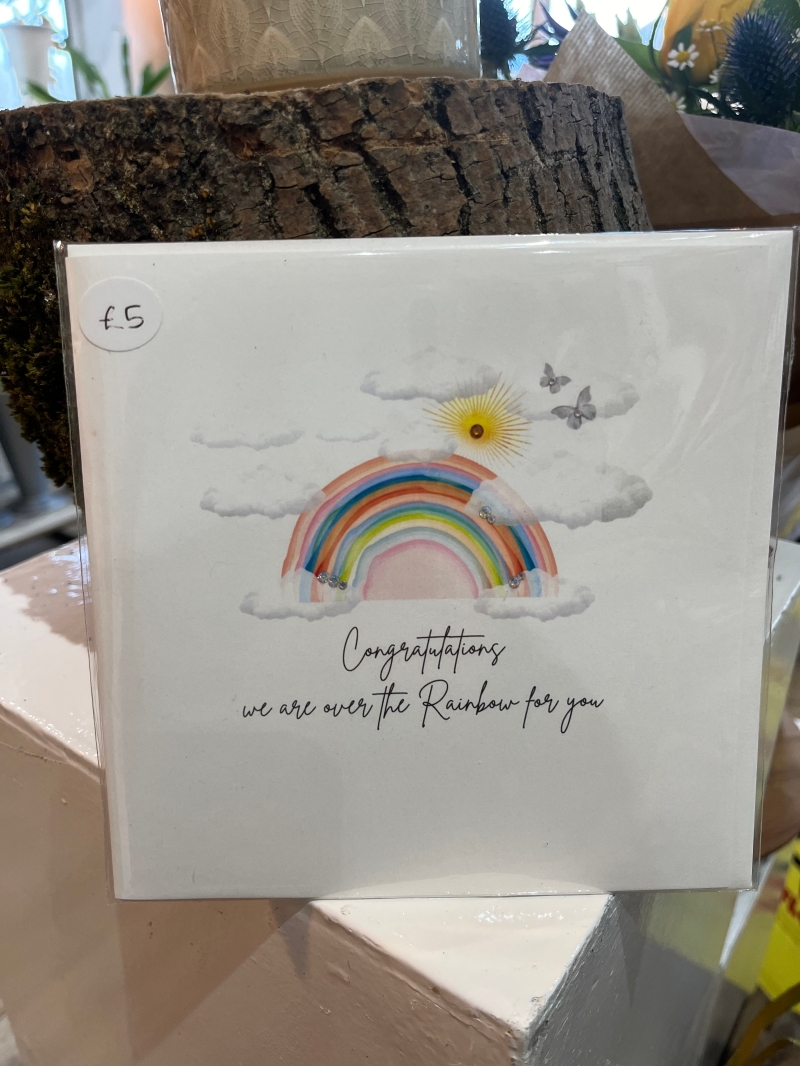 £5
Congratulations
we are over the Rainbow for you